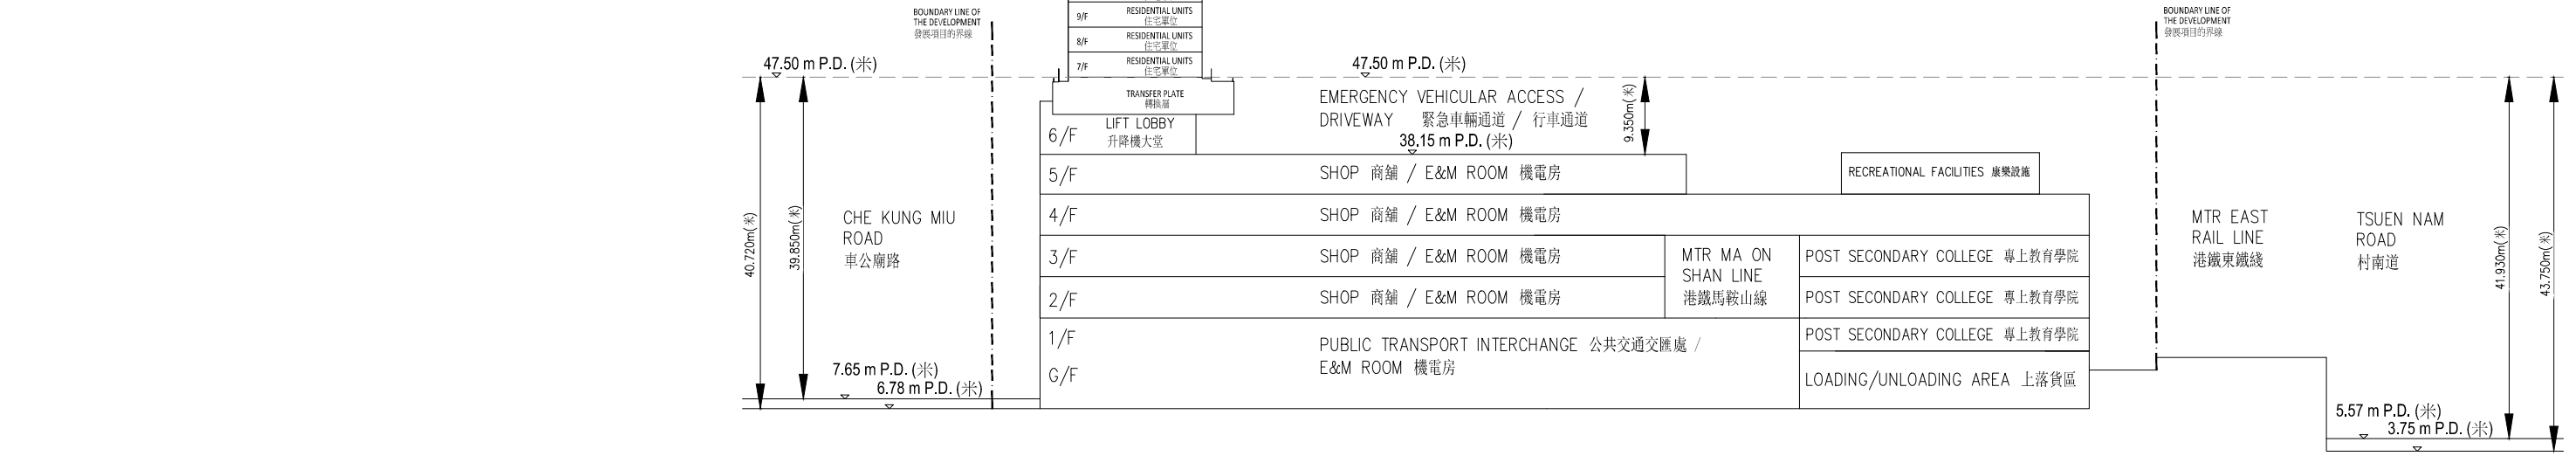 BOUNDARY LINE OF
THE DEVELOPMENT
發展項目的界線
9/F
RESIDENTIAL UNITS
住宅單位
8/F
RESIDENTIAL UNITS
住宅單位
7/F
RESIDENTIAL UNITS
住宅單位
BOUNDARY LINE OF
THE DEVELOPMENT
發展項目的界線
47.50 m P.D. (米)
47.50 m P.D. (米)
TRANSFER PLATE
轉換層
EMERGENCY VEHICULAR ACCESS /
DRIVEWAY 緊急車輛通道 / 行車通道
9.350m(米)
6/F
LIFT LOBBY
升降機大堂
38.15 m P.D. (米)
5/F
SHOP 商舖 / E&M ROOM 機電房
RECREATIONAL FACILITIES 康樂設施
4/F
SHOP 商舖 / E&M ROOM 機電房
40.720m(米)
39.850m(米)
CHE KUNG MIU
ROAD
車公廟路
3/F
SHOP 商舖 / E&M ROOM 機電房
MTR MA ON
SHAN LINE
港鐵馬鞍山線
POST SECONDARY COLLEGE 專上教育學院
MTR EAST
RAIL LINE
港鐵東鐵綫
TSUEN NAM
ROAD
村南道
41.930m(米)
43.750m(米)
2/F
SHOP 商舖 / E&M ROOM 機電房
POST SECONDARY COLLEGE 專上教育學院
1/F
POST SECONDARY COLLEGE 專上教育學院
PUBLIC TRANSPORT INTERCHANGE 公共交通交匯處 /
E&M ROOM 機電房
G/F
LOADING/UNLOADING AREA 上落貨區
7.65 m P.D. (米)
6.78 m P.D. (米)
5.57 m P.D. (米)
3.75 m P.D. (米)